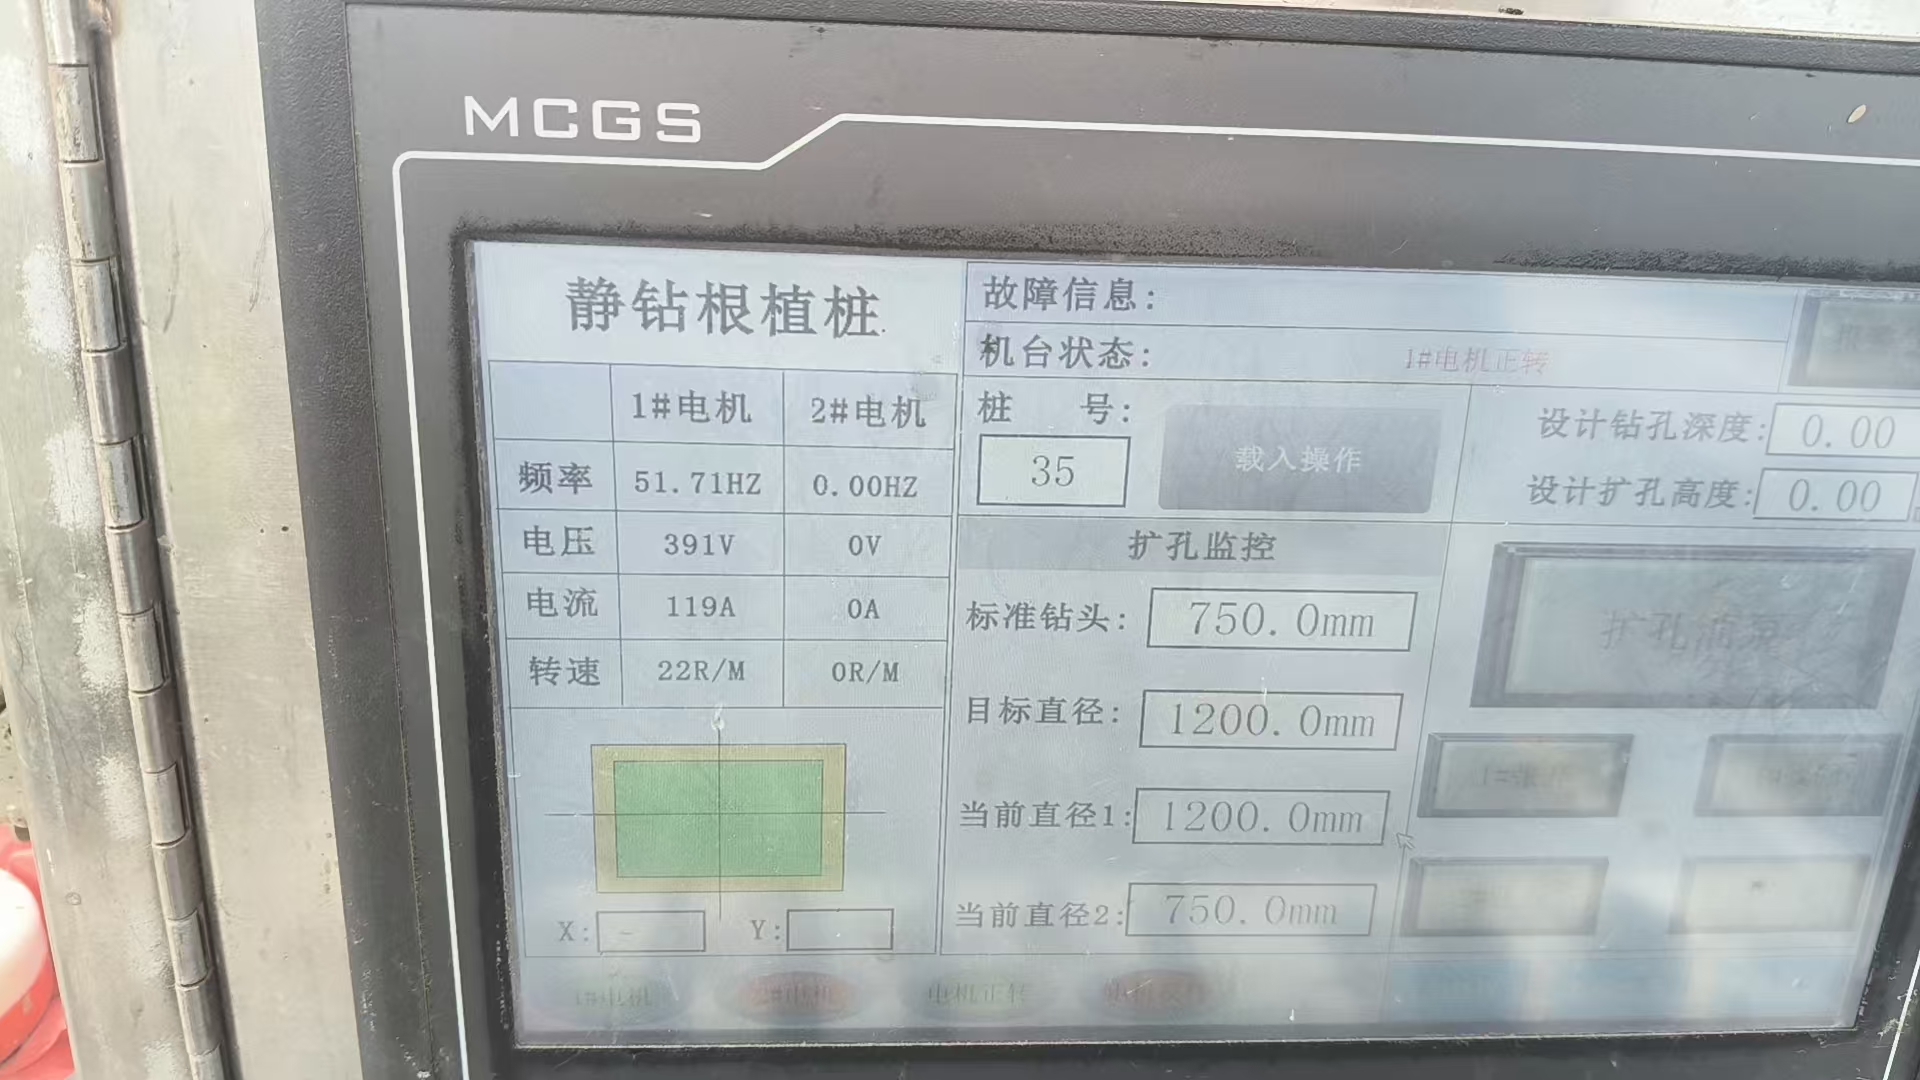 MCGS
静钻根植桩
故障信息:
机台状态: 1#电机正转
1#电机 2#电机
频率 51.71HZ 0.00HZ
电压 391V 0V
电流 119A 0A
转速 22R/M 0R/M
X: -
Y:
桩 号:
35
载入操作
设计钻孔深度: 0.00
设计扩孔高度: 0.00
扩孔监控
标准钻头: 750.0mm
目标直径: 1200.0mm
当前直径1: 1200.0mm
当前直径2: 750.0mm
1#电机 2#电机 电机正转